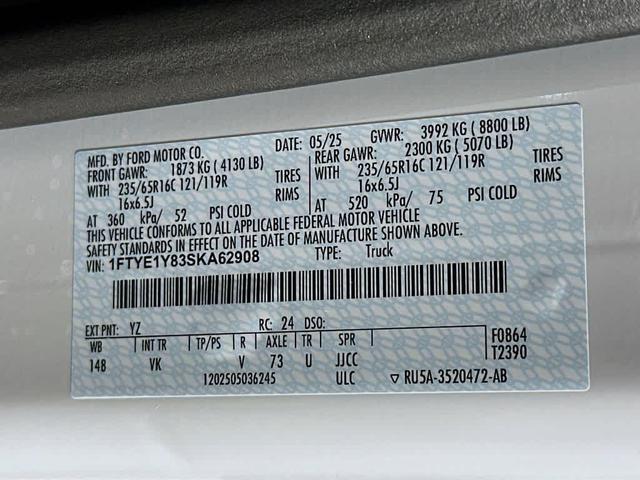 MFD. BY FORD MOTOR CO. DATE: 05/25 GVWR: 3992 KG ( 8800 LB)
FRONT GAWR: 1873 KG ( 4130 LB) REAR GAWR: 2300 KG ( 5070 LB)
WITH 235/65R16C 121/119R TIRES WITH 235/65R16C 121/119R TIRES
16x6.5J RIMS 16x6.5J RIMS
AT 360 kPa/ 52 PSI COLD AT 520 kPa/ 75 PSI COLD
THIS VEHICLE CONFORMS TO ALL APPLICABLE FEDERAL MOTOR VEHICLE
SAFETY STANDARDS IN EFFECT ON THE DATE OF MANUFACTURE SHOWN ABOVE.
VIN: 1FTYE1Y83SKA62908 TYPE: Truck
EXT PNT: YZ RC: 24 DSO: F0864
WB INT TR TP/PS R AXLE TR SPR T2390
148 VK V 73 U JJCC
1202505036245 ULC ▽ RU5A-3520472-AB